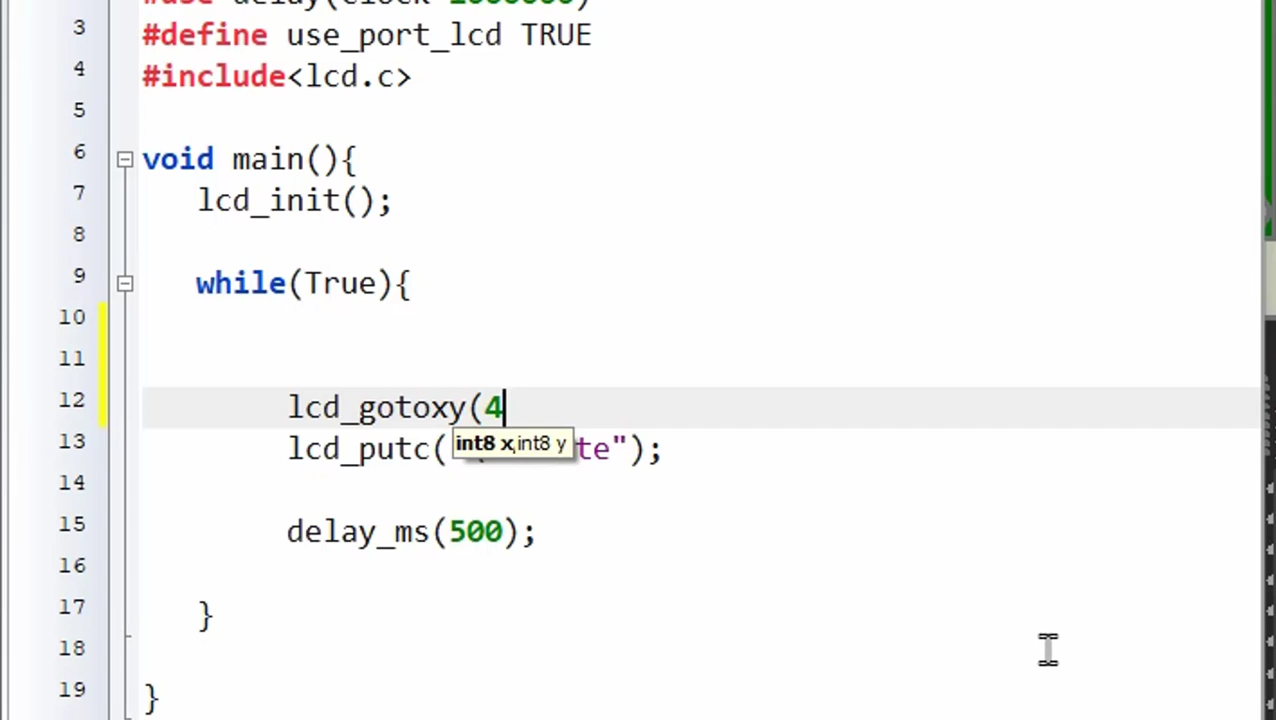 3 #define use_port_lcd TRUE
4 #include<lcd.c>
5
6 void main(){
7 lcd_init();
8
9 while(True){
10
11
12 lcd_gotoxy(4
int8 x,int8 y
13 lcd_putc( te");
14
15 delay_ms(500);
16
17 }
18
19 }